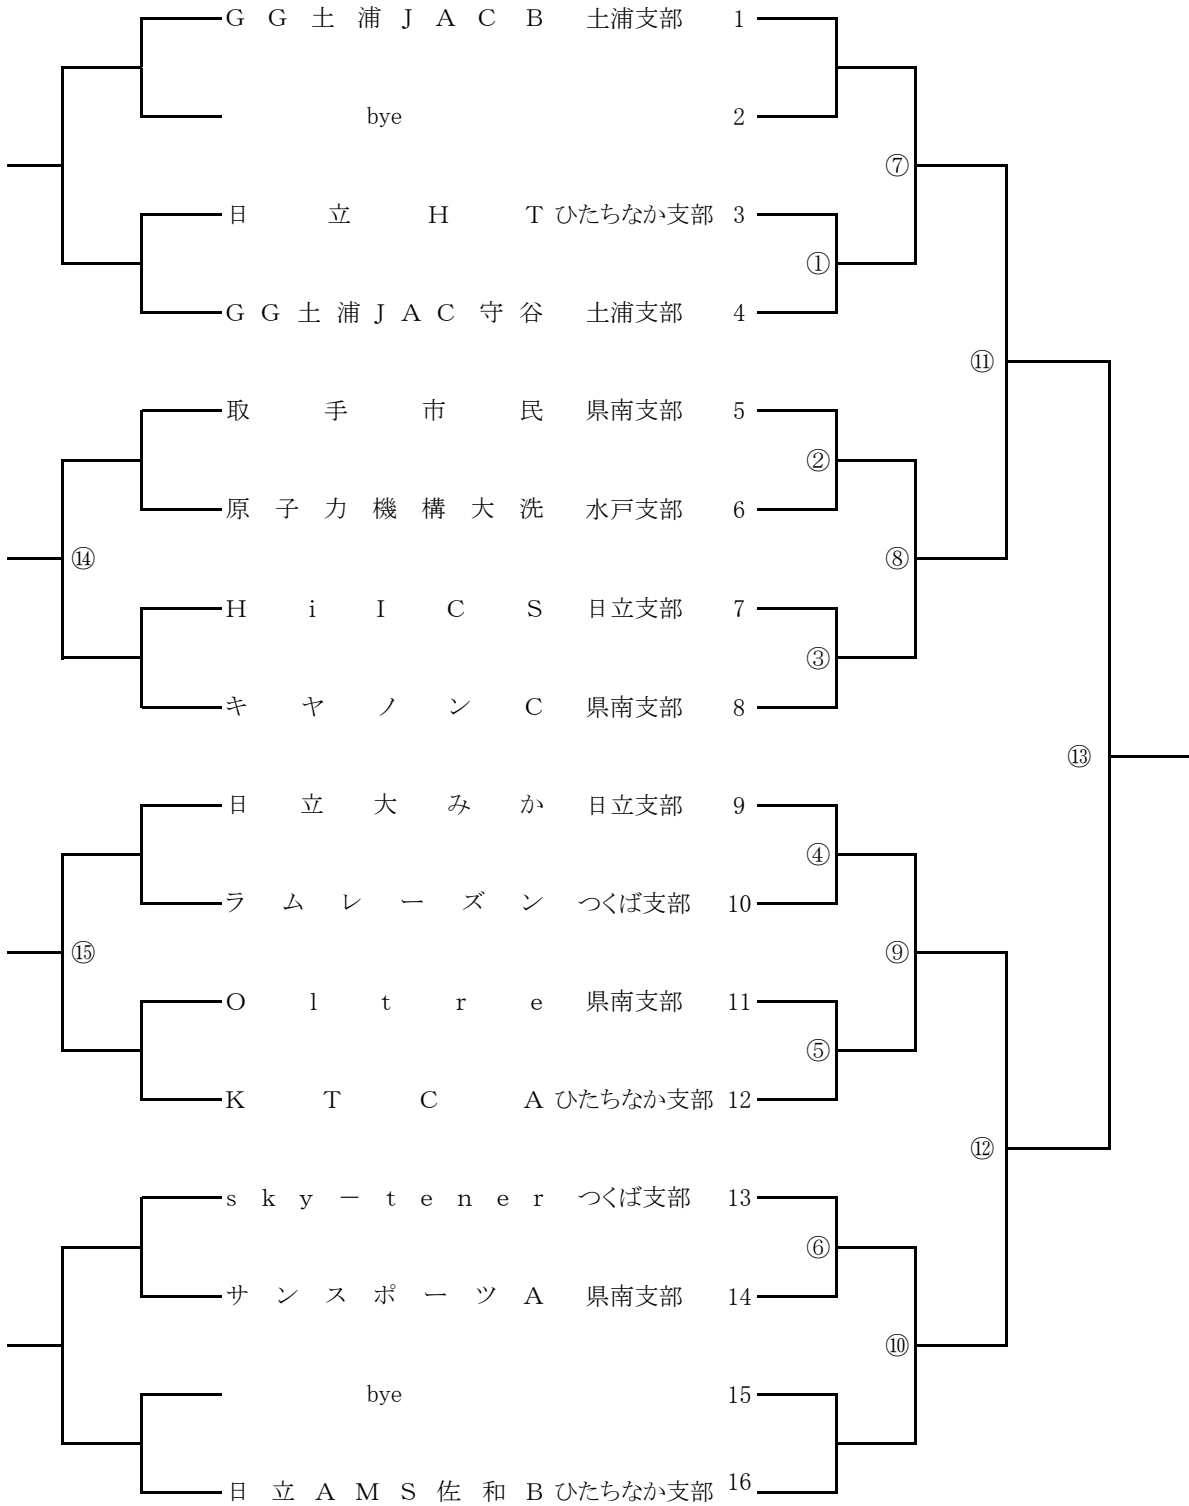 GG土浦JACB 土浦支部 1
bye 2
⑦
日立HT ひたちなか支部 3
①
GG土浦JAC守谷 土浦支部 4
⑪
取手市民 県南支部 5
②
原子力機構大洗 水戸支部 6
⑭ ⑧
HiICS 日立支部 7
③
キヤノンC 県南支部 8
⑬
日立大みか 日立支部 9
④
ラムレーズン つくば支部 10
⑮ ⑨
Oltre 県南支部 11
⑤
KTCA ひたちなか支部 12
⑫
sky－tener つくば支部 13
⑥
サンスポーツA 県南支部 14
⑩
bye 15
日立AMS佐和B ひたちなか支部 16